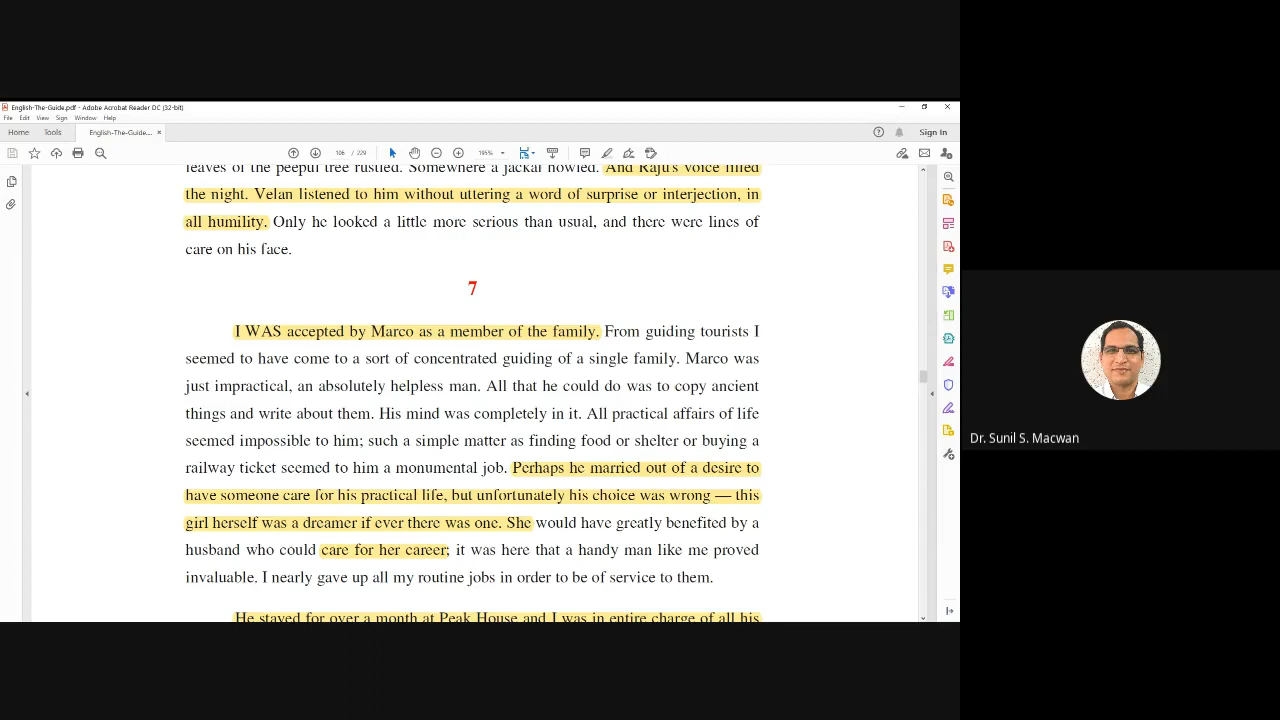 English-The-Guide.pdf - Adobe Acrobat Reader DC (32-bit)
File Edit View Sign Window Help
Home Tools English-The-Guide.... × Sign In
106 / 229 195%
leaves of the peepul tree rustled. Somewhere a jackal howled. And Raju's voice filled
the night. Velan listened to him without uttering a word of surprise or interjection, in
all humility. Only he looked a little more serious than usual, and there were lines of
care on his face.
7
I WAS accepted by Marco as a member of the family. From guiding tourists I
seemed to have come to a sort of concentrated guiding of a single family. Marco was
just impractical, an absolutely helpless man. All that he could do was to copy ancient
things and write about them. His mind was completely in it. All practical affairs of life
seemed impossible to him; such a simple matter as finding food or shelter or buying a
railway ticket seemed to him a monumental job. Perhaps he married out of a desire to
have someone care for his practical life, but unfortunately his choice was wrong — this
girl herself was a dreamer if ever there was one. She would have greatly benefited by a
husband who could care for her career; it was here that a handy man like me proved
invaluable. I nearly gave up all my routine jobs in order to be of service to them.
He stayed for over a month at Peak House and I was in entire charge of all his
Dr. Sunil S. Macwan